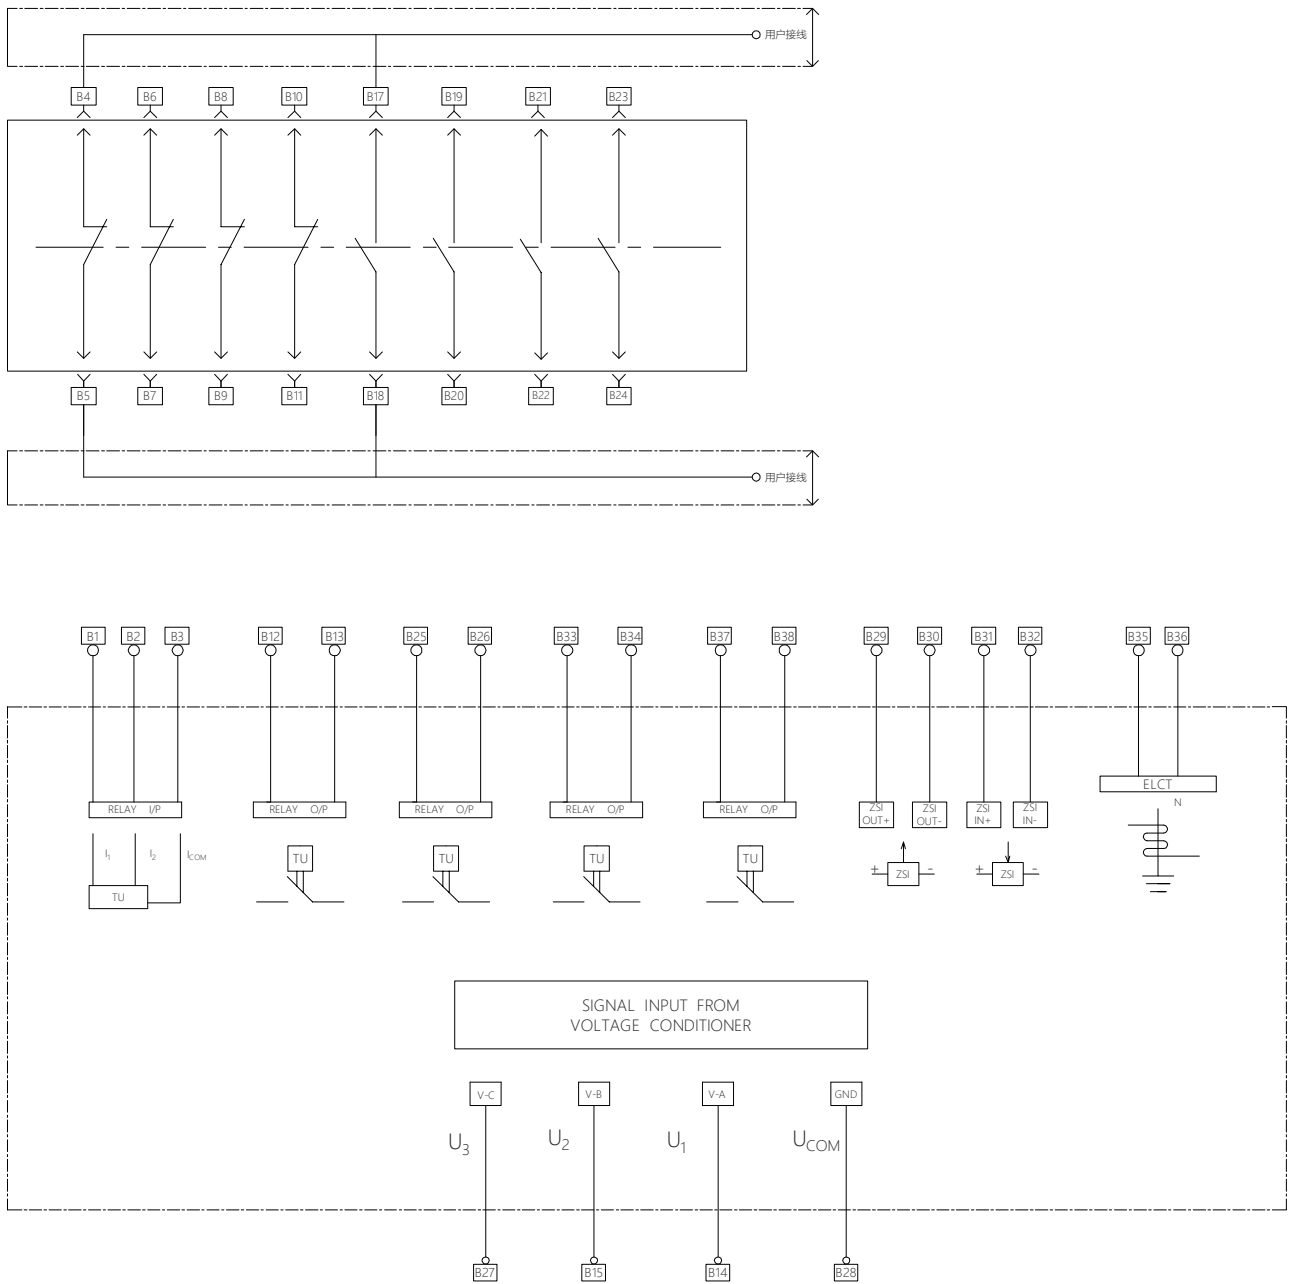 用户接线
B4 B6 B8 B10 B17 B19 B21 B23
B5 B7 B9 B11 B18 B20 B22 B24
用户接线
B1 B2 B3 B12 B13 B25 B26 B33 B34 B37 B38 B29 B30 B31 B32 B35 B36
RELAY I/P
RELAY O/P
RELAY O/P
RELAY O/P
RELAY O/P
ZSI
OUT+
ZSI
OUT-
ZSI
IN+
ZSI
IN-
ELCT
N
I1 I2 ICOM
TU
TU
TU
TU
TU
+ ZSI -
+ ZSI -
SIGNAL INPUT FROM
VOLTAGE CONDITIONER
V-C V-B V-A GND
U3 U2 U1 UCOM
B27 B15 B14 B28